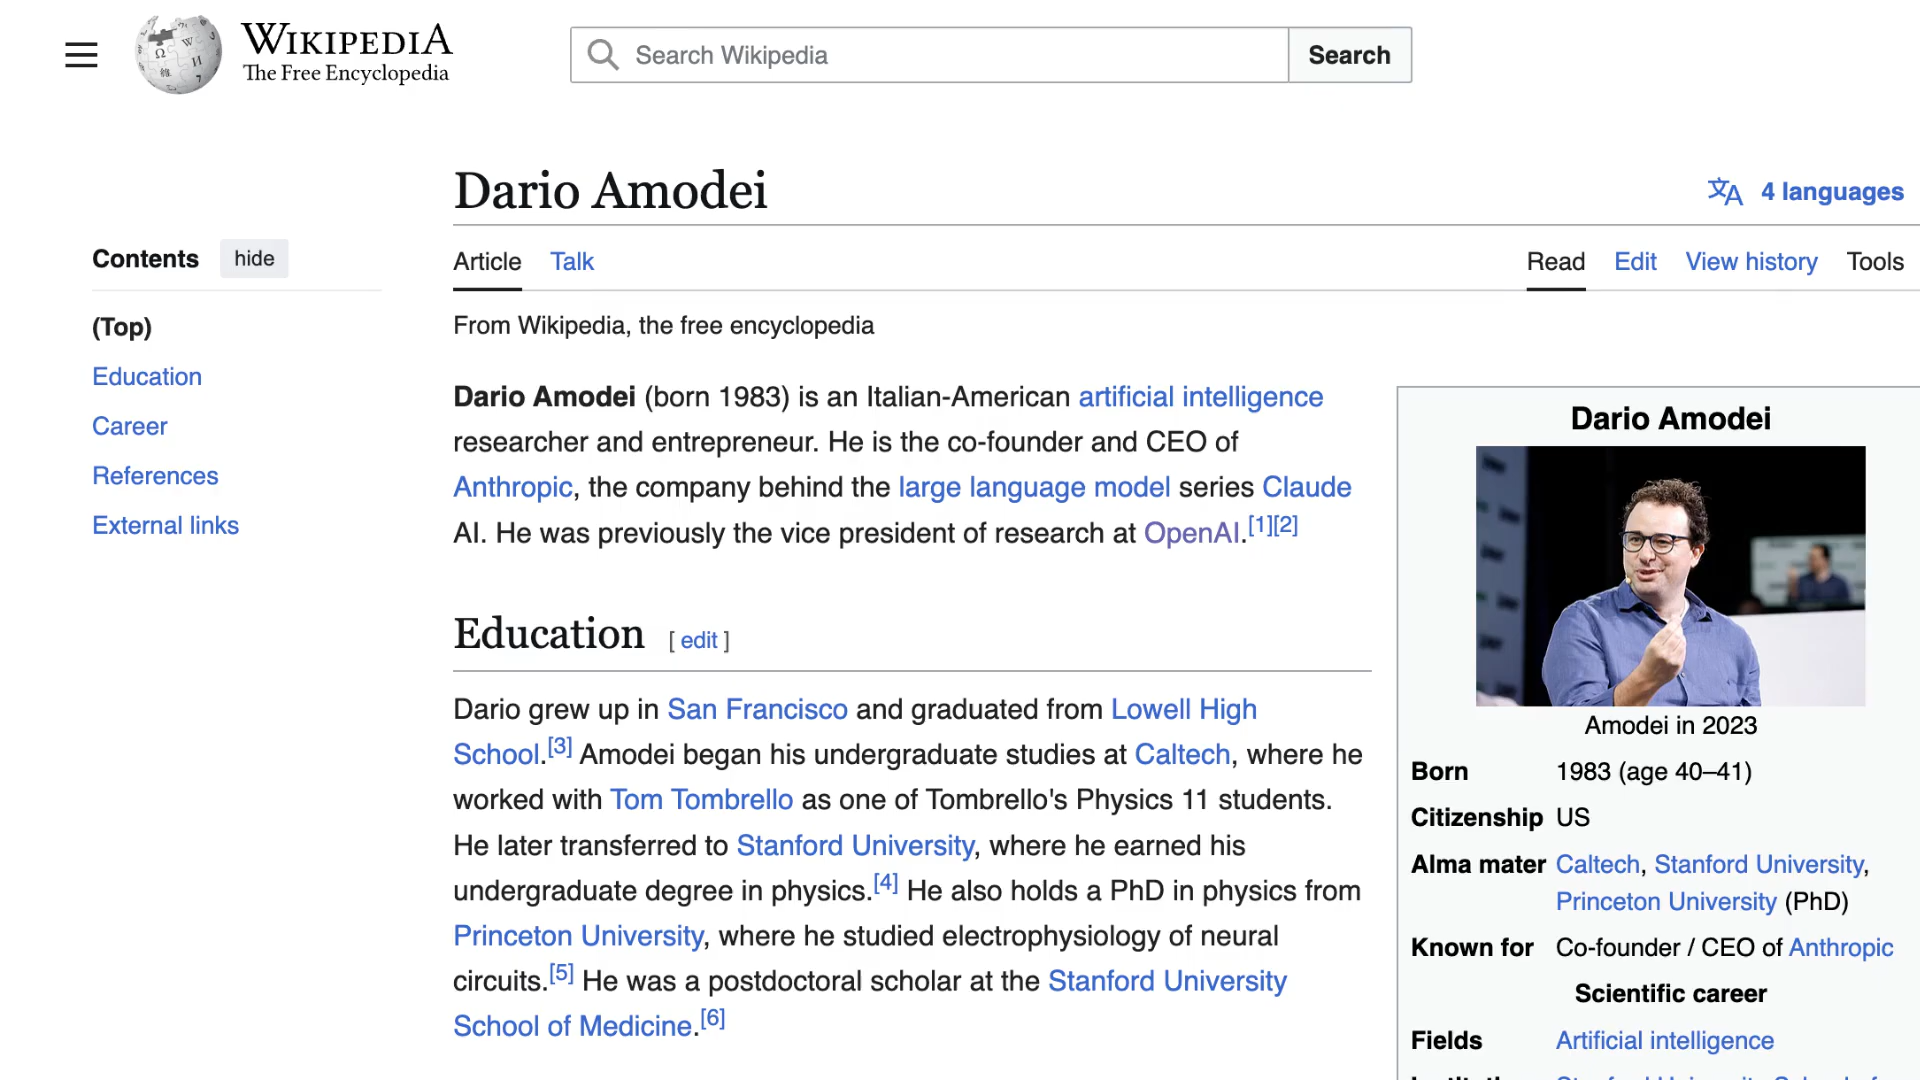 WIKIPEDIA
The Free Encyclopedia
Search Wikipedia
Search
Dario Amodei
4 languages
Contents
hide
(Top)
Education
Career
References
External links
Article
Talk
Read
Edit
View history
Tools
From Wikipedia, the free encyclopedia
Dario Amodei (born 1983) is an Italian-American artificial intelligence
researcher and entrepreneur. He is the co-founder and CEO of
Anthropic, the company behind the large language model series Claude
AI. He was previously the vice president of research at OpenAI.[1][2]
Education [ edit ]
Dario grew up in San Francisco and graduated from Lowell High
School.[3] Amodei began his undergraduate studies at Caltech, where he
worked with Tom Tombrello as one of Tombrello's Physics 11 students.
He later transferred to Stanford University, where he earned his
undergraduate degree in physics.[4] He also holds a PhD in physics from
Princeton University, where he studied electrophysiology of neural
circuits.[5] He was a postdoctoral scholar at the Stanford University
School of Medicine.[6]
Dario Amodei
Amodei in 2023
Born 1983 (age 40–41)
Citizenship US
Alma mater Caltech, Stanford University,
Princeton University (PhD)
Known for Co-founder / CEO of Anthropic
Scientific career
Fields Artificial intelligence